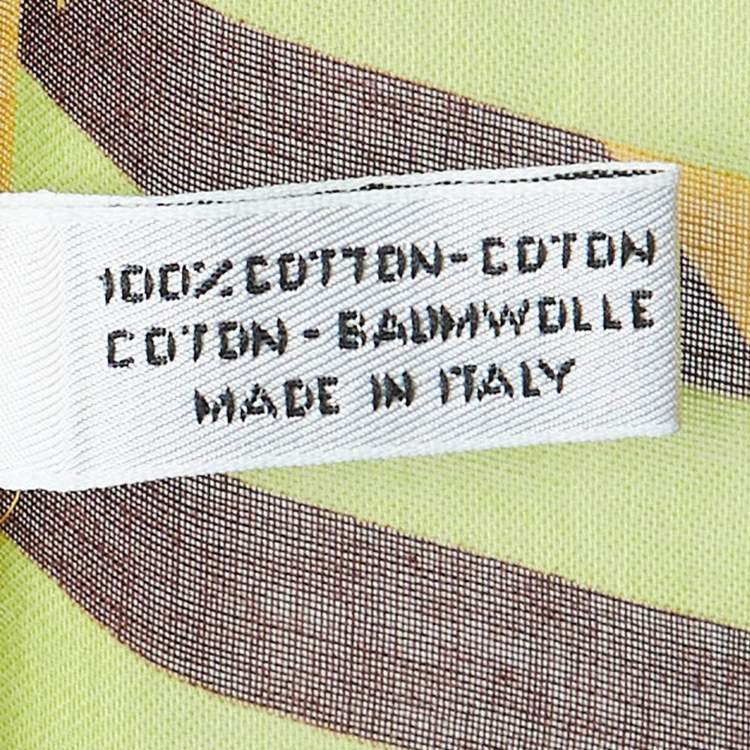 100% COTTON-COTON
COTON - BAUMWOLLE
MADE IN ITALY